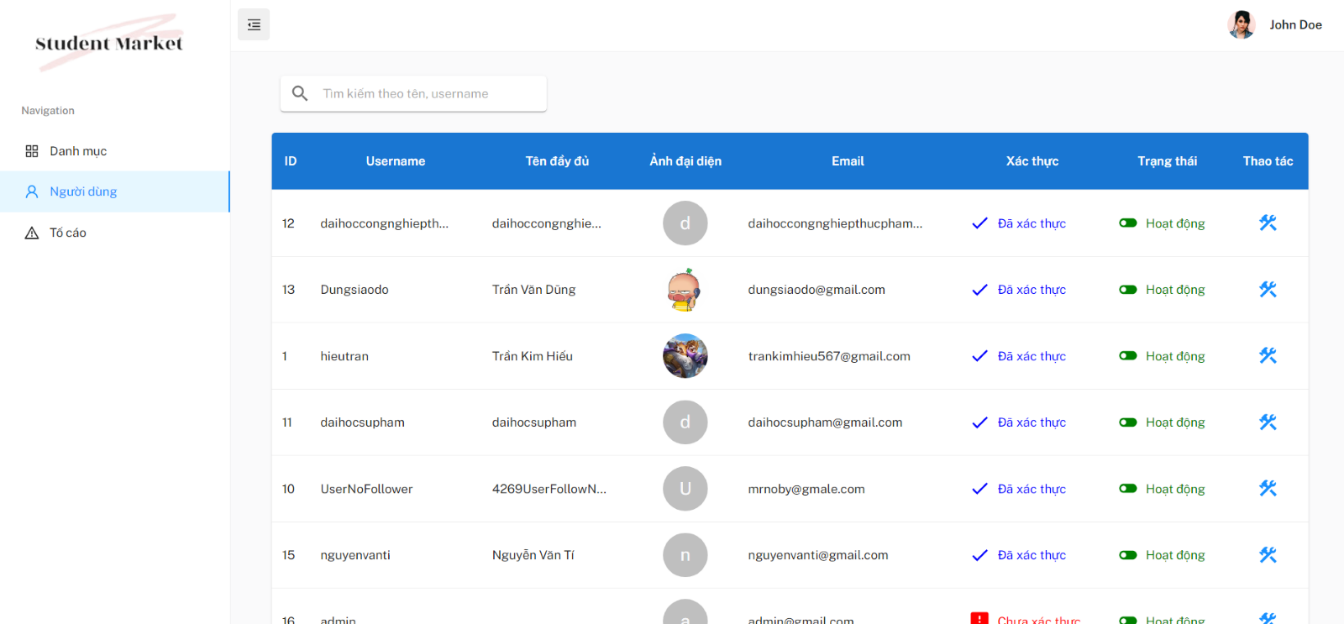 Student Market
John Doe
Tìm kiếm theo tên, username
Navigation
Danh mục
Người dùng
Tố cáo
ID Username Tên đầy đủ Ảnh đại diện Email Xác thực Trạng thái Thao tác
12 daihoccongnghiepth... daihoccongnghie... d daihoccongnghiepthucpham... Đã xác thực Hoạt động
13 Dungsiaodo Trần Văn Dũng dungsiaodo@gmail.com Đã xác thực Hoạt động
1 hieutran Trần Kim Hiếu trankimhieu567@gmail.com Đã xác thực Hoạt động
11 daihocsupham daihocsupham d daihocsupham@gmail.com Đã xác thực Hoạt động
10 UserNoFollower 4269UserFollowN... U mrnoby@gmale.com Đã xác thực Hoạt động
15 nguyenvanti Nguyễn Văn Tí n nguyenvanti@gmail.com Đã xác thực Hoạt động
16 admin a admin@gmail.com Chưa xác thực Hoạt động